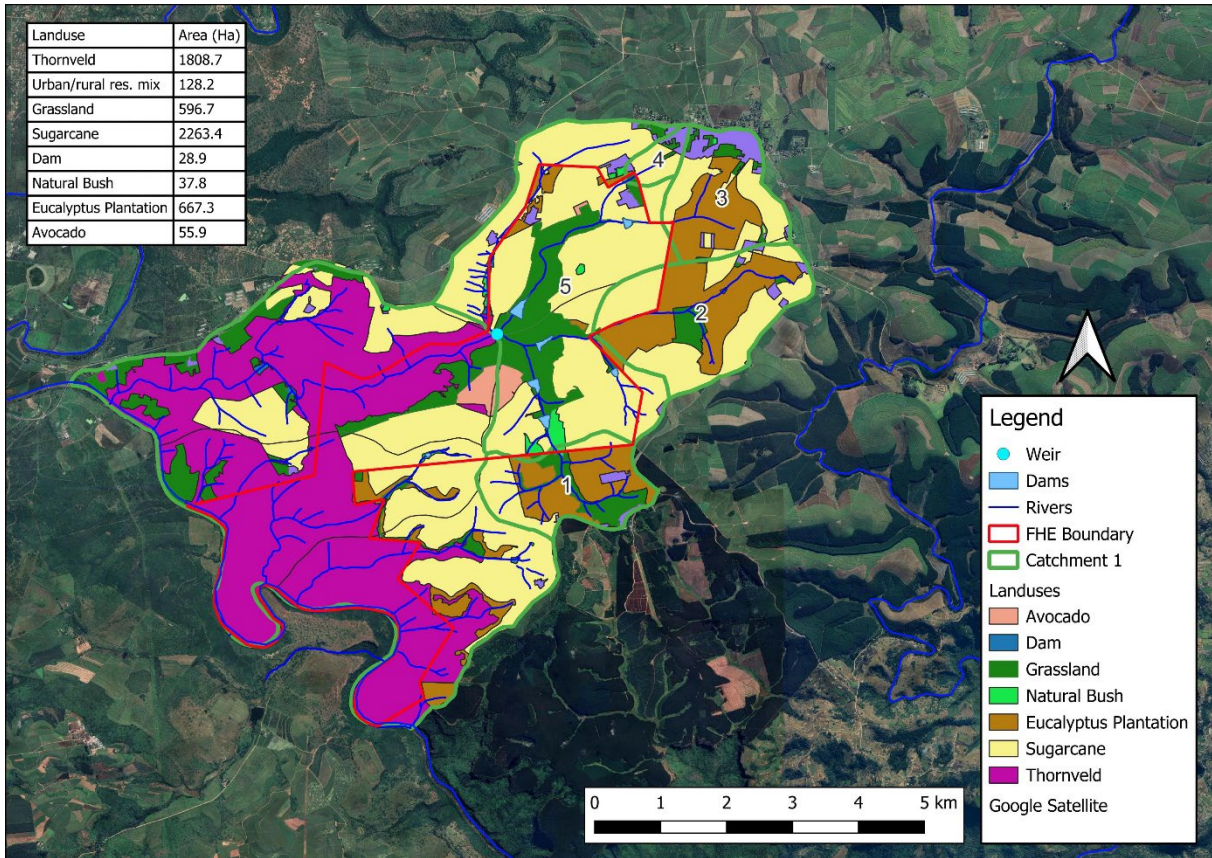 Landuse Area (Ha)
Thornveld 1808.7
Urban/rural res. mix 128.2
Grassland 596.7
Sugarcane 2263.4
Dam 28.9
Natural Bush 37.8
Eucalyptus Plantation 667.3
Avocado 55.9
4
3
5
2
1
Legend
Weir
Dams
Rivers
FHE Boundary
Catchment 1
Landuses
Avocado
Dam
Grassland
Natural Bush
Eucalyptus Plantation
Sugarcane
Thornveld
Google Satellite
0 1 2 3 4 5 km